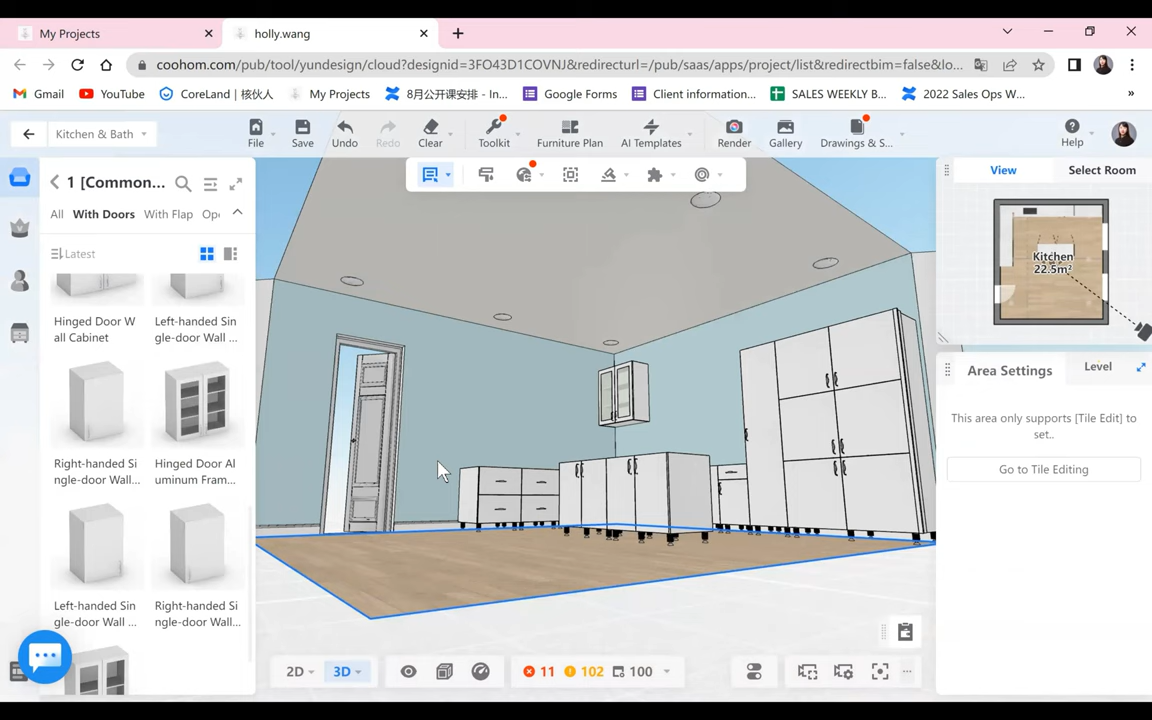 My Projects
holly.wang
coohom.com/pub/tool/yundesign/cloud?designid=3FO43D1COVNJ&redirecturl=/pub/saas/apps/project/list&redirectbim=false&lo...
Gmail
YouTube
CoreLand | 核伙人
My Projects
8月公开课安排 - In...
Google Forms
Client information...
SALES WEEKLY B...
2022 Sales Ops W...
»
Kitchen & Bath
File
Save
Undo
Redo
Clear
Toolkit
Furniture Plan
AI Templates
Render
Gallery
Drawings & S...
Help
1 [Common...
All
With Doors
With Flap
Op
Latest
Hinged Door W
all Cabinet
Left-handed Sin
gle-door Wall ...
Right-handed Si
ngle-door Wall...
Hinged Door Al
uminum Fram...
Left-handed Sin
gle-door Wall ...
Right-handed Si
ngle-door Wall...
View
Select Room
Kitchen
22.5m²
Area Settings
Level
This area only supports [Tile Edit] to
set..
Go to Tile Editing
2D
3D
11
102
100